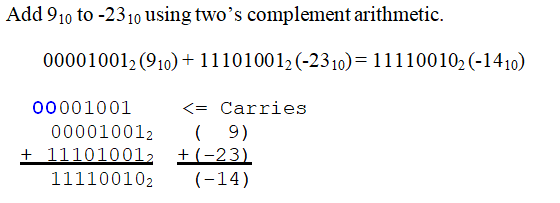 Add 9₁₀ to -23₁₀ using two’s complement arithmetic.
00001001₂ (9₁₀) + 11101001₂ (-23₁₀) = 11110010₂ (-14₁₀)
00001001 <= Carries
00001001₂ ( 9)
+ 11101001₂ +(-23)
11110010₂ (-14)